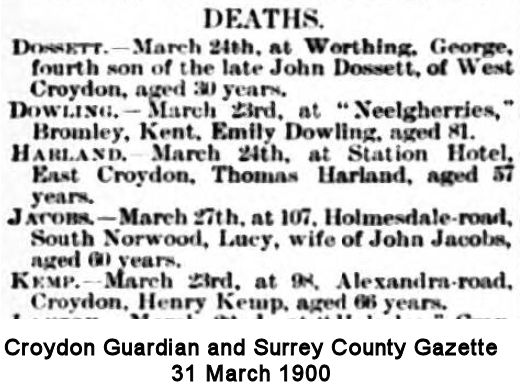 DEATHS.
DOSSETT.—March 24th, at Worthing, George,
fourth son of the late John Dossett, of West
Croydon, aged 30 years.
DOWLING.—March 23rd, at "Neelgherries,"
Bromley, Kent, Emily Dowling, aged 81.
HARLAND.—March 24th, at Station Hotel,
East Croydon, Thomas Harland, aged 57
years.
JACOBS.—March 27th, at 107, Holmesdale-road,
South Norwood, Lucy, wife of John Jacobs,
aged 60 years.
KEMP.—March 23rd, at 98, Alexandra-road,
Croydon, Henry Kemp, aged 66 years.
Croydon Guardian and Surrey County Gazette
31 March 1900